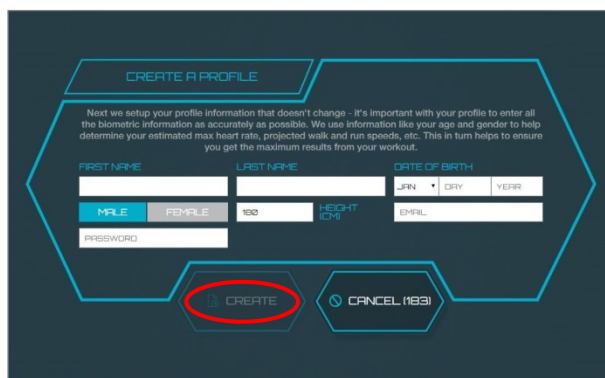 CREATE A PROFILE
Next we setup your profile information that doesn't change - it's important with your profile to enter all
the biometric information as accurately as possible. We use information like your age and gender to help
determine your estimated max heart rate, projected walk and run speeds, etc. This in turn helps to ensure
you get the maximum results from your workout.
FIRST NAME LAST NAME DATE OF BIRTH
JAN DAY YEAR
MALE FEMALE 180 HEIGHT (CM) EMAIL
PASSWORD
CREATE CANCEL (183)